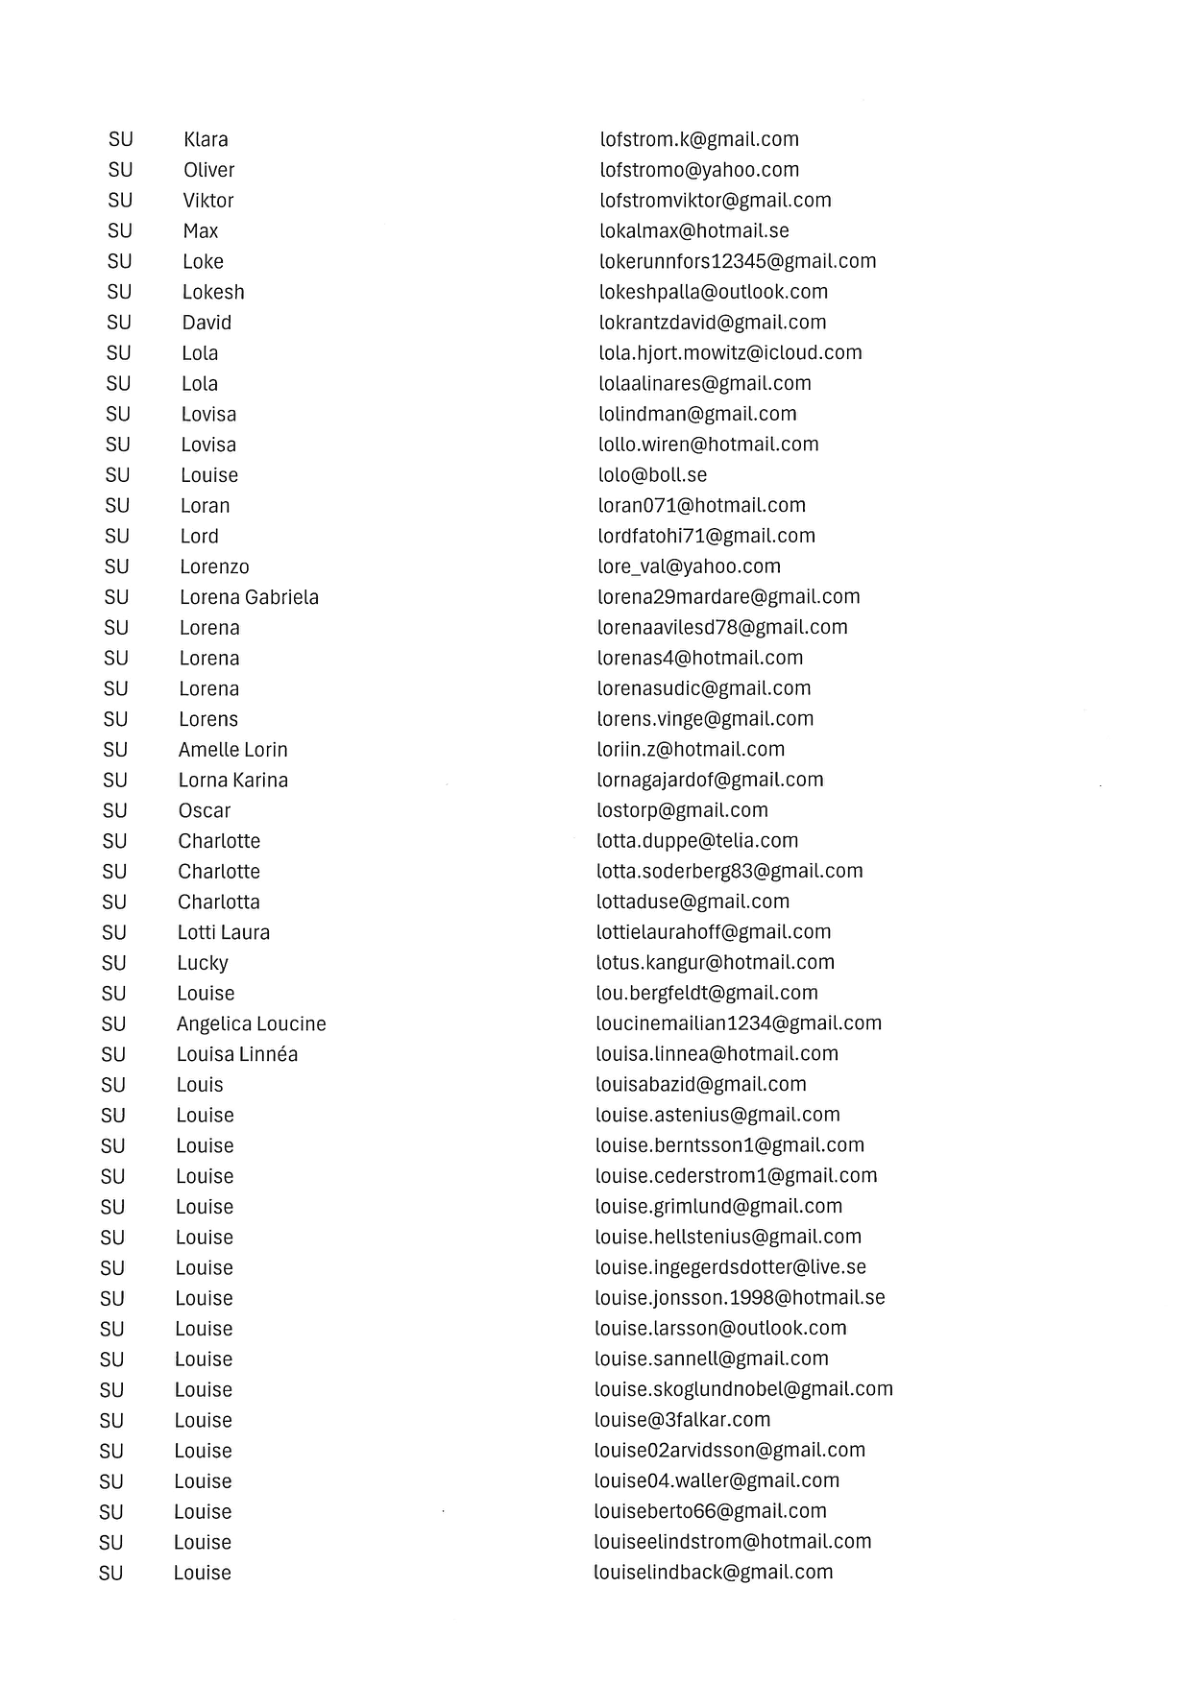 SU Klara lofstrom.k@gmail.com
SU Oliver lofstromo@yahoo.com
SU Viktor lofstromviktor@gmail.com
SU Max lokalmax@hotmail.se
SU Loke lokerunnfors12345@gmail.com
SU Lokesh lokeshpalla@outlook.com
SU David lokrantzdavid@gmail.com
SU Lola lola.hjort.mowitz@icloud.com
SU Lola lolaalinares@gmail.com
SU Lovisa lolindman@gmail.com
SU Lovisa lollo.wiren@hotmail.com
SU Louise lolo@boll.se
SU Loran loran071@hotmail.com
SU Lord lordfatohi71@gmail.com
SU Lorenzo lore_val@yahoo.com
SU Lorena Gabriela lorena29mardare@gmail.com
SU Lorena lorenaavilesd78@gmail.com
SU Lorena lorenas4@hotmail.com
SU Lorena lorenasudic@gmail.com
SU Lorens lorens.vinge@gmail.com
SU Amelle Lorin loriin.z@hotmail.com
SU Lorna Karina lornagajardof@gmail.com
SU Oscar lostorp@gmail.com
SU Charlotte lotta.duppe@telia.com
SU Charlotte lotta.soderberg83@gmail.com
SU Charlotta lottaduse@gmail.com
SU Lotti Laura lottielaurahoff@gmail.com
SU Lucky lotus.kangur@hotmail.com
SU Louise lou.bergfeldt@gmail.com
SU Angelica Loucine loucinemailian1234@gmail.com
SU Louisa Linnéa louisa.linnea@hotmail.com
SU Louis louisabazid@gmail.com
SU Louise louise.astenius@gmail.com
SU Louise louise.berntsson1@gmail.com
SU Louise louise.cederstrom1@gmail.com
SU Louise louise.grimlund@gmail.com
SU Louise louise.hellstenius@gmail.com
SU Louise louise.ingegerdsdotter@live.se
SU Louise louise.jonsson.1998@hotmail.se
SU Louise louise.larsson@outlook.com
SU Louise louise.sannell@gmail.com
SU Louise louise.skoglundnobel@gmail.com
SU Louise louise@3falkar.com
SU Louise louise02arvidsson@gmail.com
SU Louise louise04.waller@gmail.com
SU Louise louiseberto66@gmail.com
SU Louise louiseelindstrom@hotmail.com
SU Louise louiselindback@gmail.com